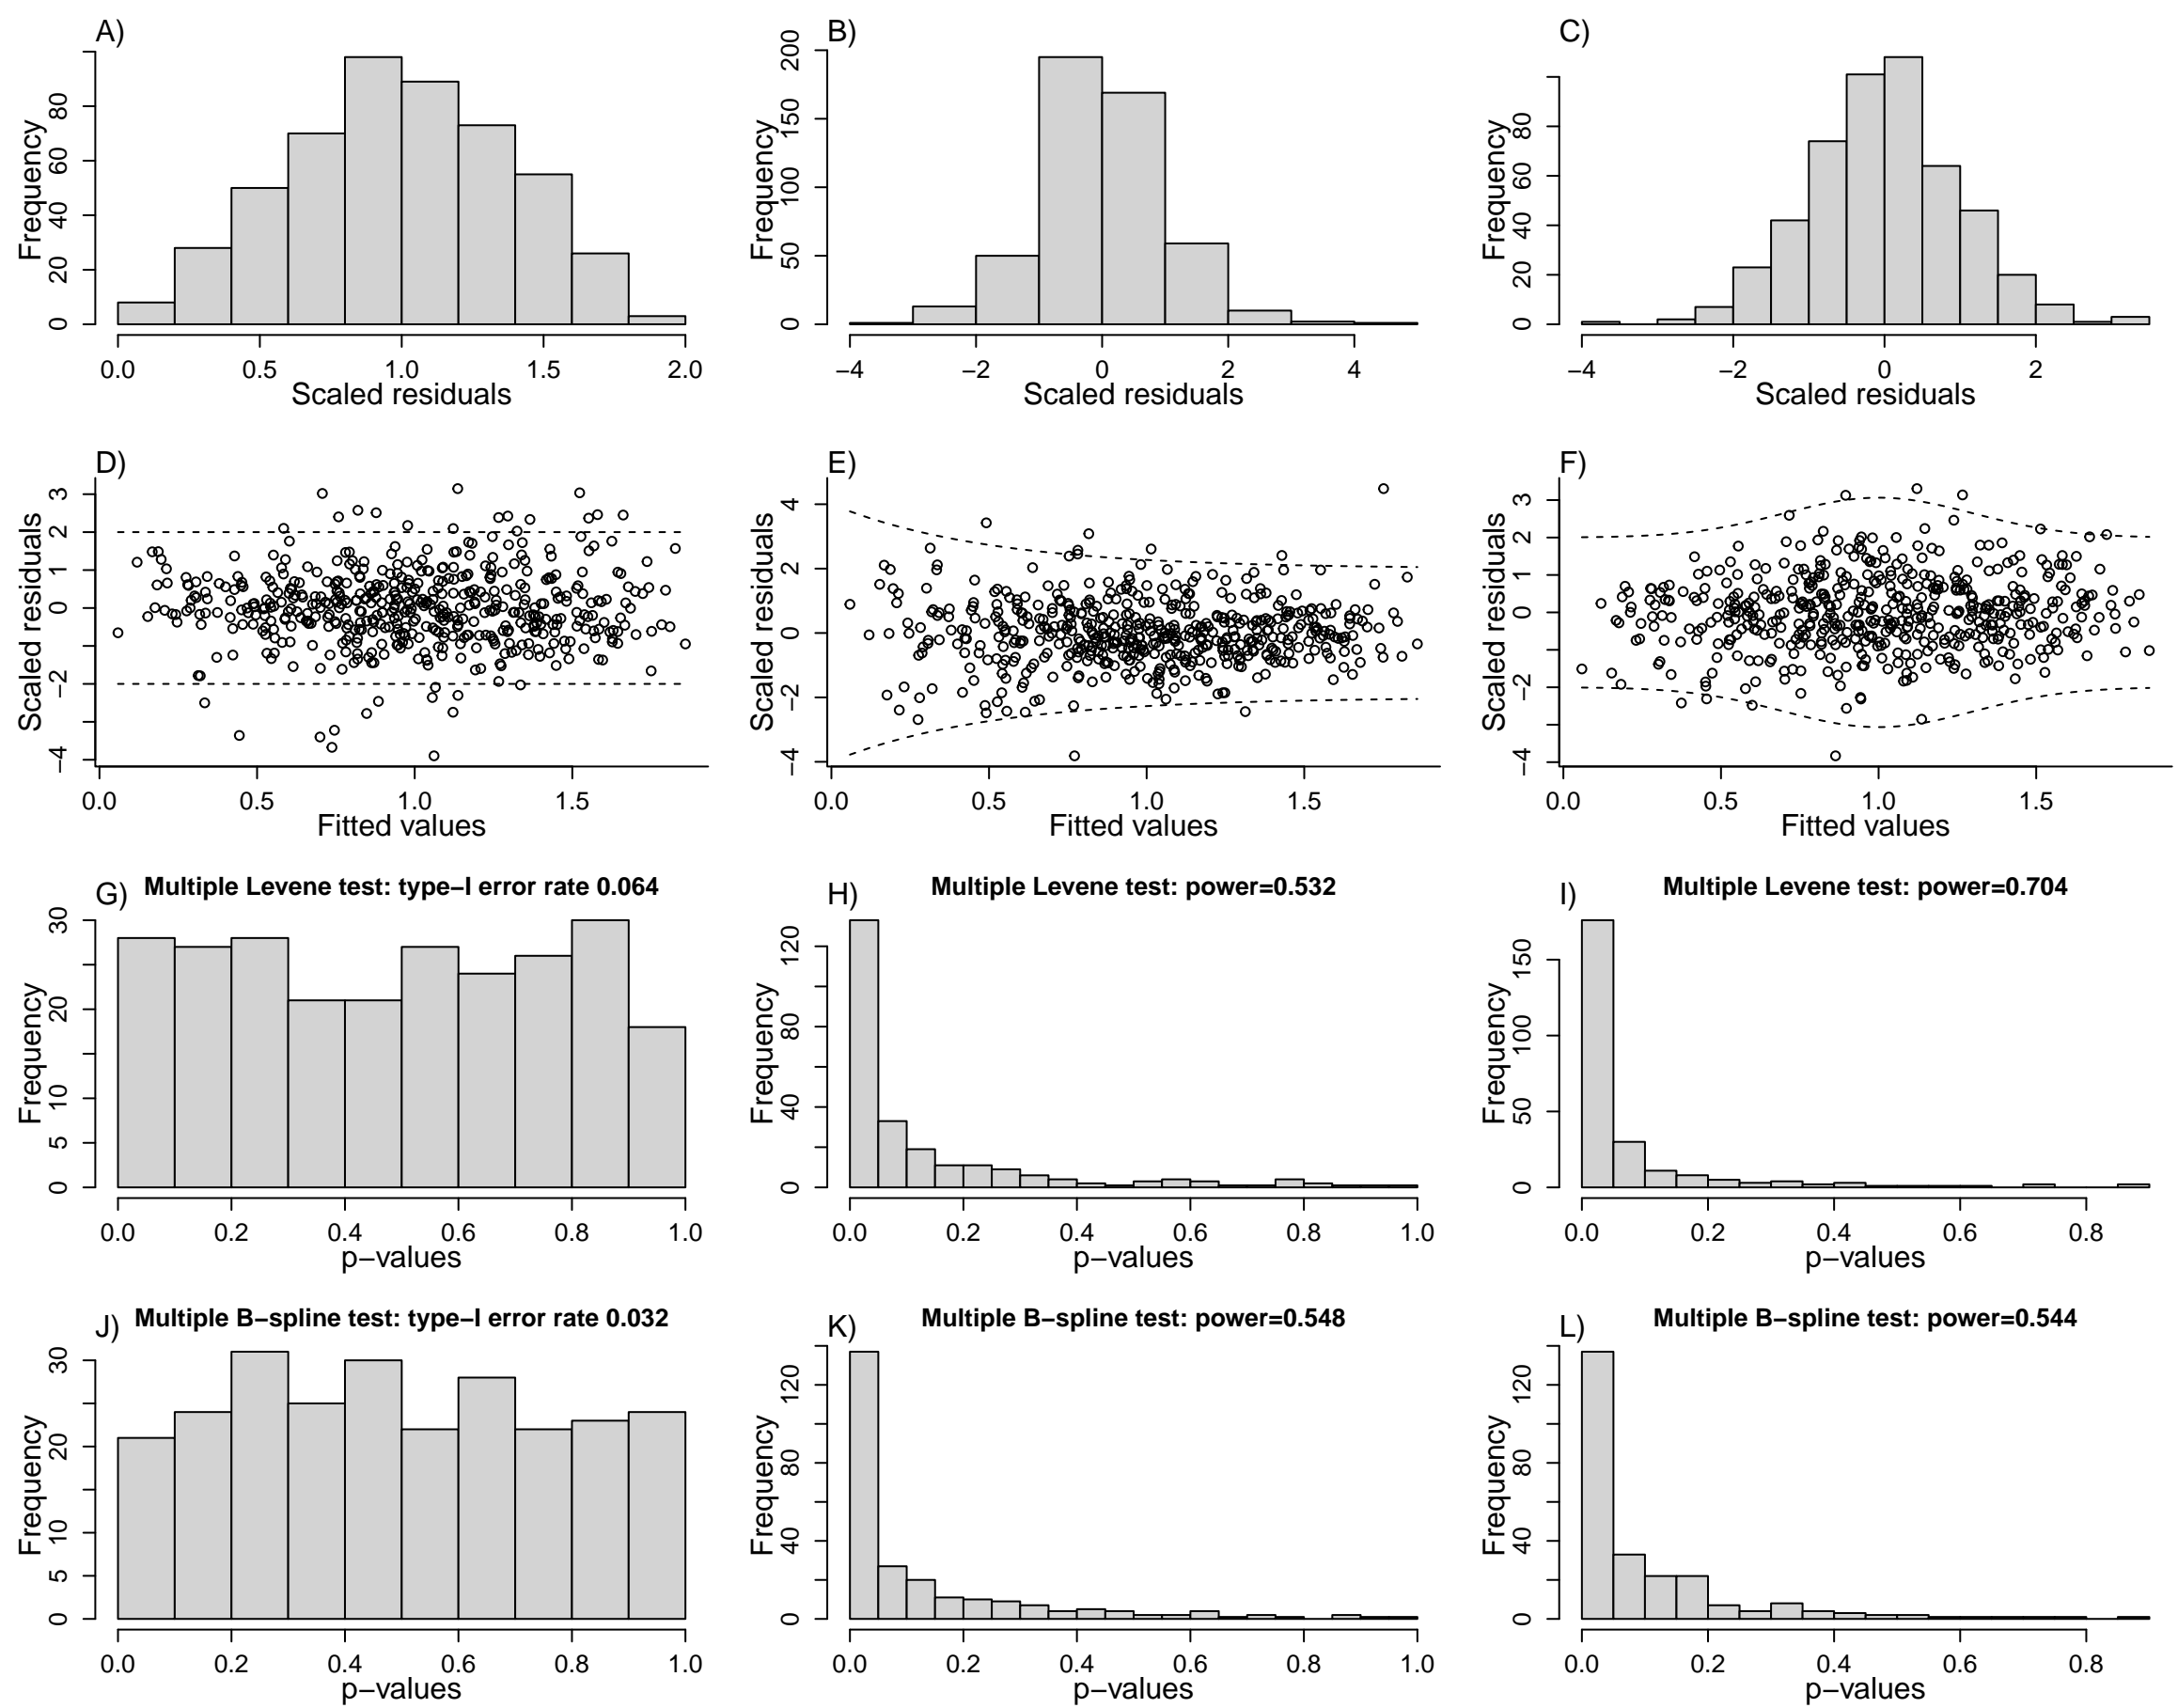 A)
Frequency
0 20 40 60 80
0.0 0.5 1.0 1.5 2.0
Scaled residuals
B)
Frequency
0 50 100 150 200
−4 −2 0 2 4
Scaled residuals
C)
Frequency
0 20 40 60 80
−4 −2 0 2
Scaled residuals
D)
Scaled residuals
−4 −2 0 1 2 3
0.0 0.5 1.0 1.5
Fitted values
E)
Scaled residuals
−4 −2 0 2 4
0.0 0.5 1.0 1.5
Fitted values
F)
Scaled residuals
−4 −2 0 1 2 3
0.0 0.5 1.0 1.5
Fitted values
G)
Multiple Levene test: type−I error rate 0.064
Frequency
0 5 10 20 30
0.0 0.2 0.4 0.6 0.8 1.0
p−values
H)
Multiple Levene test: power=0.532
Frequency
0 40 80 120
0.0 0.2 0.4 0.6 0.8 1.0
p−values
I)
Multiple Levene test: power=0.704
Frequency
0 50 100 150
0.0 0.2 0.4 0.6 0.8
p−values
J)
Multiple B−spline test: type−I error rate 0.032
Frequency
0 5 10 20 30
0.0 0.2 0.4 0.6 0.8 1.0
p−values
K)
Multiple B−spline test: power=0.548
Frequency
0 40 80 120
0.0 0.2 0.4 0.6 0.8 1.0
p−values
L)
Multiple B−spline test: power=0.544
Frequency
0 40 80 120
0.0 0.2 0.4 0.6 0.8
p−values